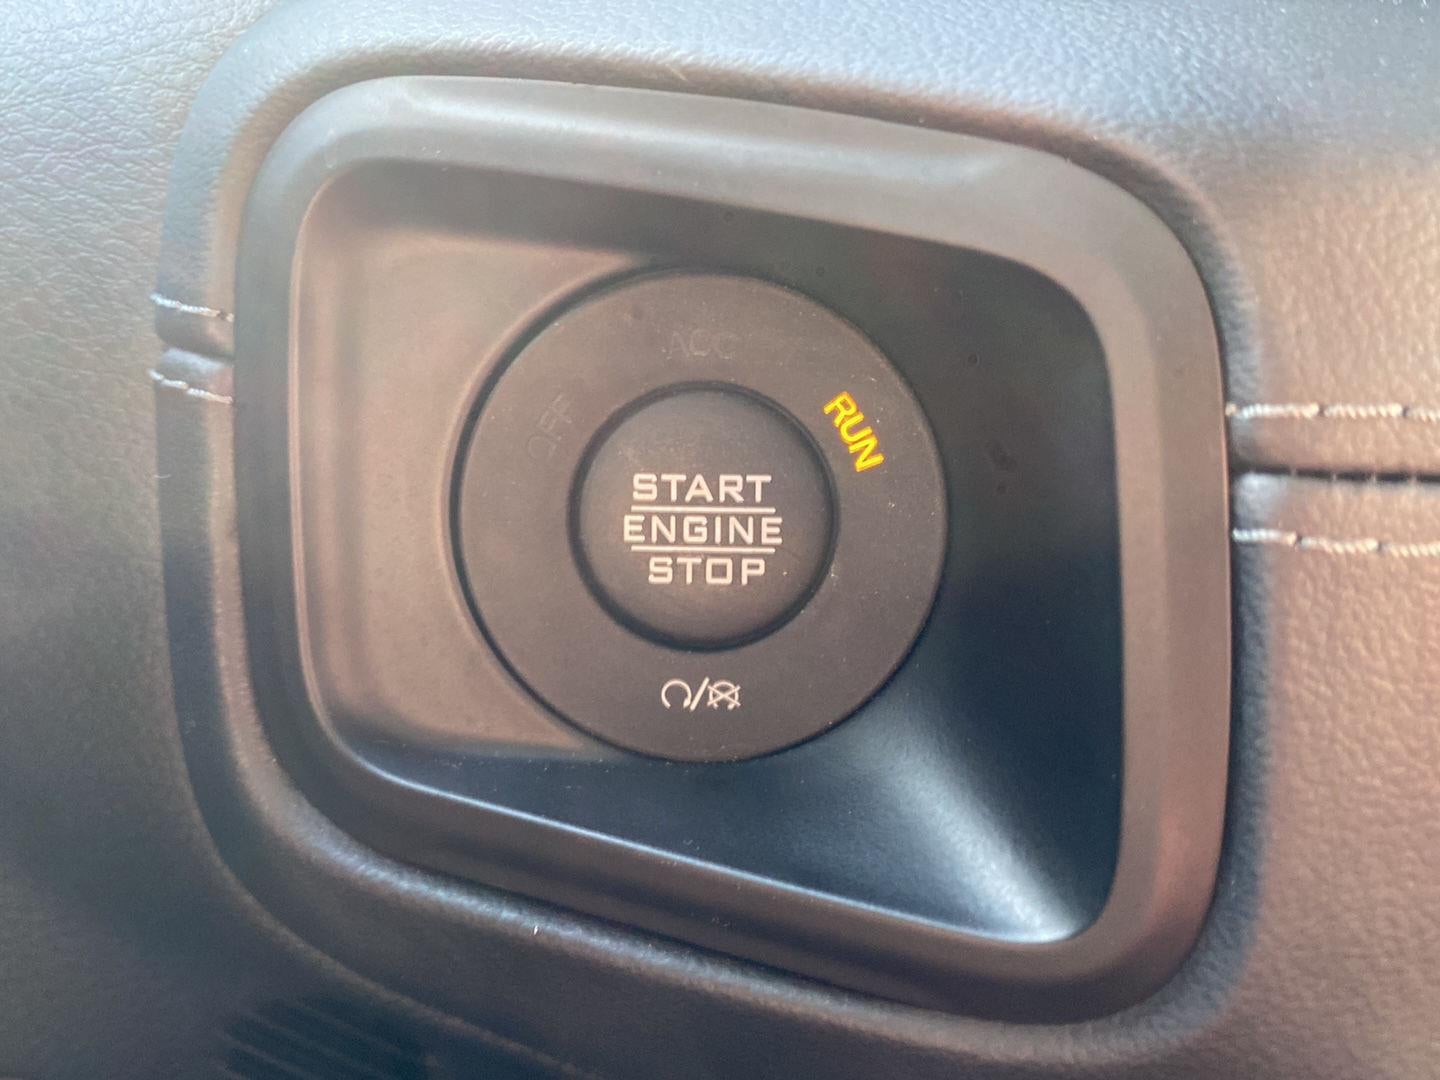 ACC
OFF
RUN
START
ENGINE
STOP